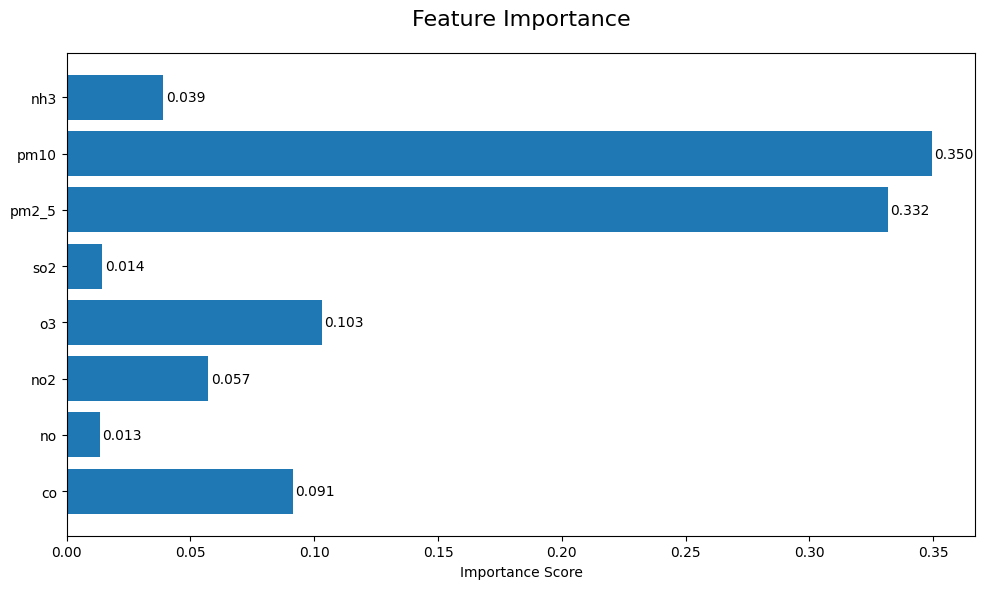 Feature Importance
nh3
0.039
pm10
0.350
pm2_5
0.332
so2
0.014
o3
0.103
no2
0.057
no
0.013
co
0.091
0.00 0.05 0.10 0.15 0.20 0.25 0.30 0.35
Importance Score